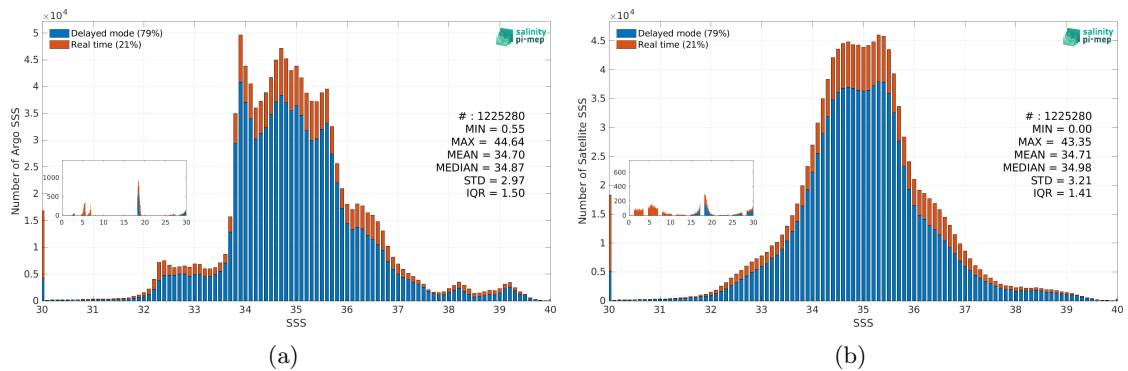 ×10⁴
Delayed mode (79%)
Real time (21%)
salinity
pi-mep
# : 1225280
MIN = 0.55
MAX = 44.64
MEAN = 34.70
MEDIAN = 34.87
STD = 2.97
IQR = 1.50
Number of Argo SSS
5
4.5
4
3.5
3
2.5
2
1.5
1
0.5
0
1000
500
0
0 5 10 15 20 25 30
30 31 32 33 34 35 36 37 38 39 40
SSS
(a)
×10⁴
Delayed mode (79%)
Real time (21%)
salinity
pi-mep
# : 1225280
MIN = 0.00
MAX = 43.35
MEAN = 34.71
MEDIAN = 34.98
STD = 3.21
IQR = 1.41
Number of Satellite SSS
4.5
4
3.5
3
2.5
2
1.5
1
0.5
0
600
400
200
0
0 5 10 15 20 25 30
30 31 32 33 34 35 36 37 38 39 40
SSS
(b)